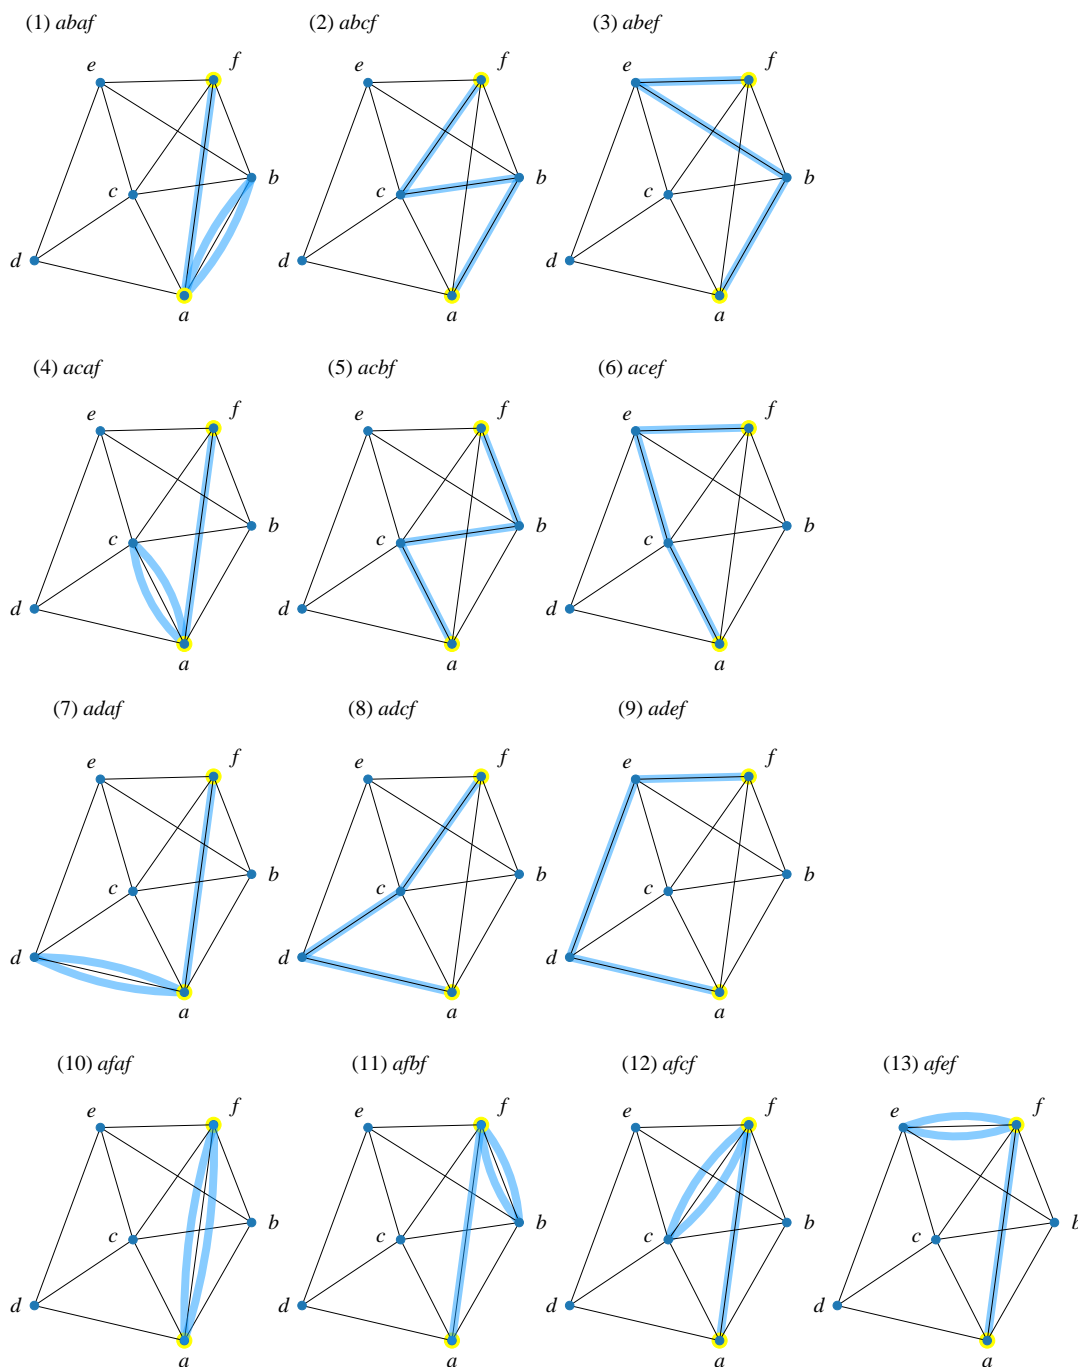 (1) abaf (2) abcf (3) abef
e f e f e f
c b c b c b
d d d
a a a
(4) acaf (5) acbf (6) acef
e f e f e f
c b c b c b
d d d
a a a
(7) adaf (8) adcf (9) adef
e f e f e f
c b c b c b
d d d
a a a
(10) afaf (11) afbf (12) afcf (13) afef
e f e f e f e f
c b c b c b c b
d d d d
a a a a